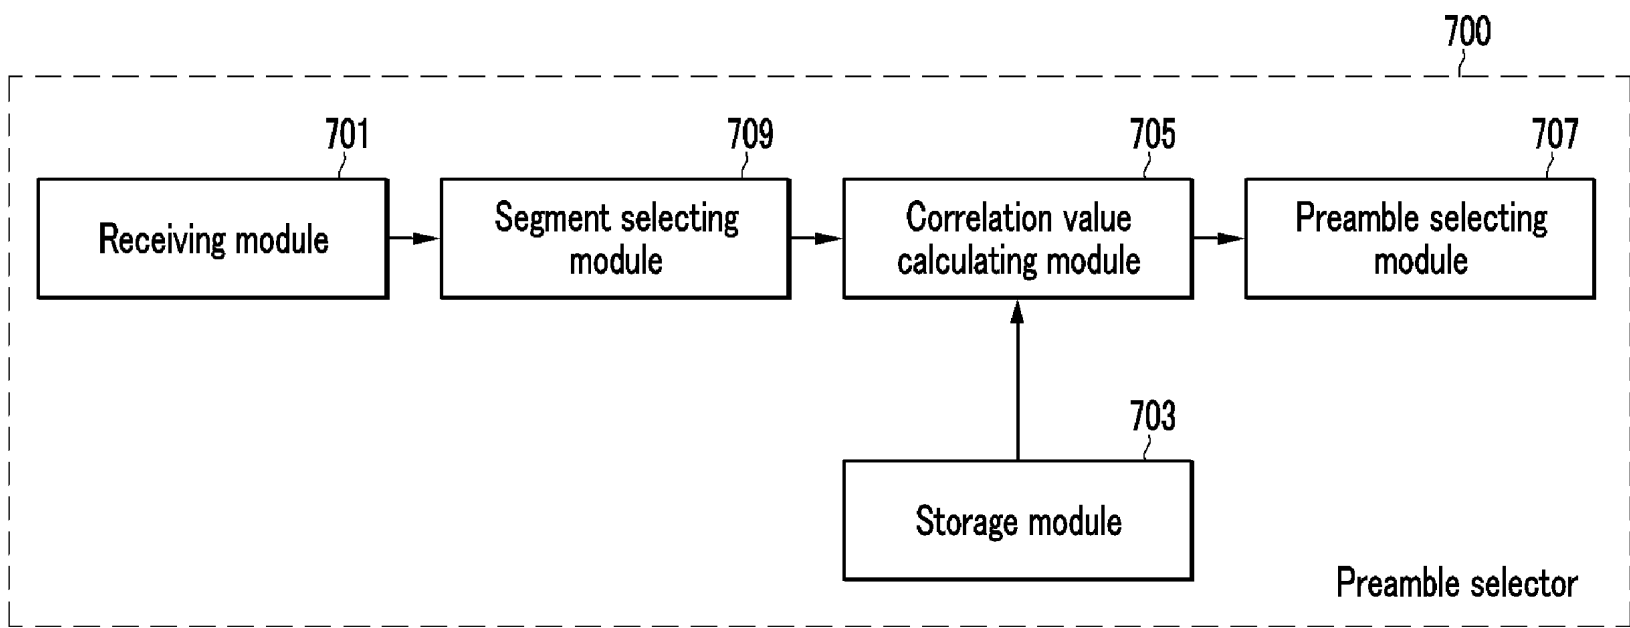 700
701
709
705
707
Receiving module
Segment selecting
module
Correlation value
calculating module
Preamble selecting
module
703
Storage module
Preamble selector